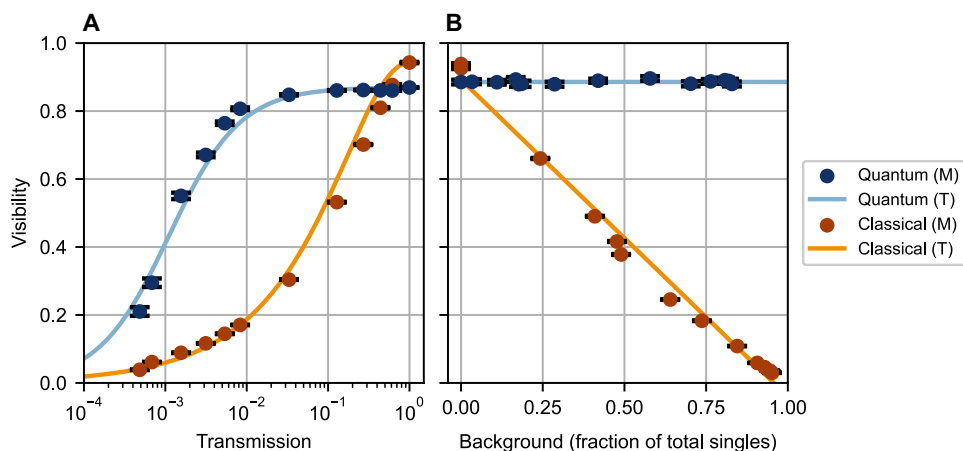 A
B
Visibility
1.0
0.8
0.6
0.4
0.2
0.0
10⁻⁴
10⁻³
10⁻²
10⁻¹
10⁰
Transmission
0.00
0.25
0.50
0.75
1.00
Background (fraction of total singles)
Quantum (M)
Quantum (T)
Classical (M)
Classical (T)